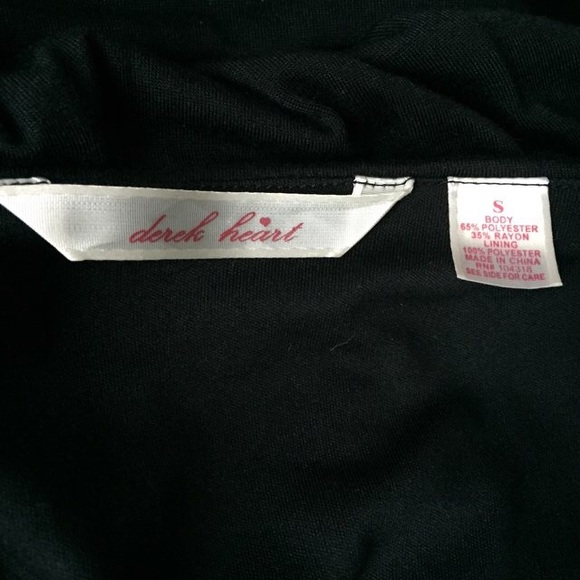 derek heart
S
BODY
65% POLYESTER
35% RAYON
LINING
100% POLYESTER
MADE IN CHINA
RN# 104318
SEE SIDE FOR CARE